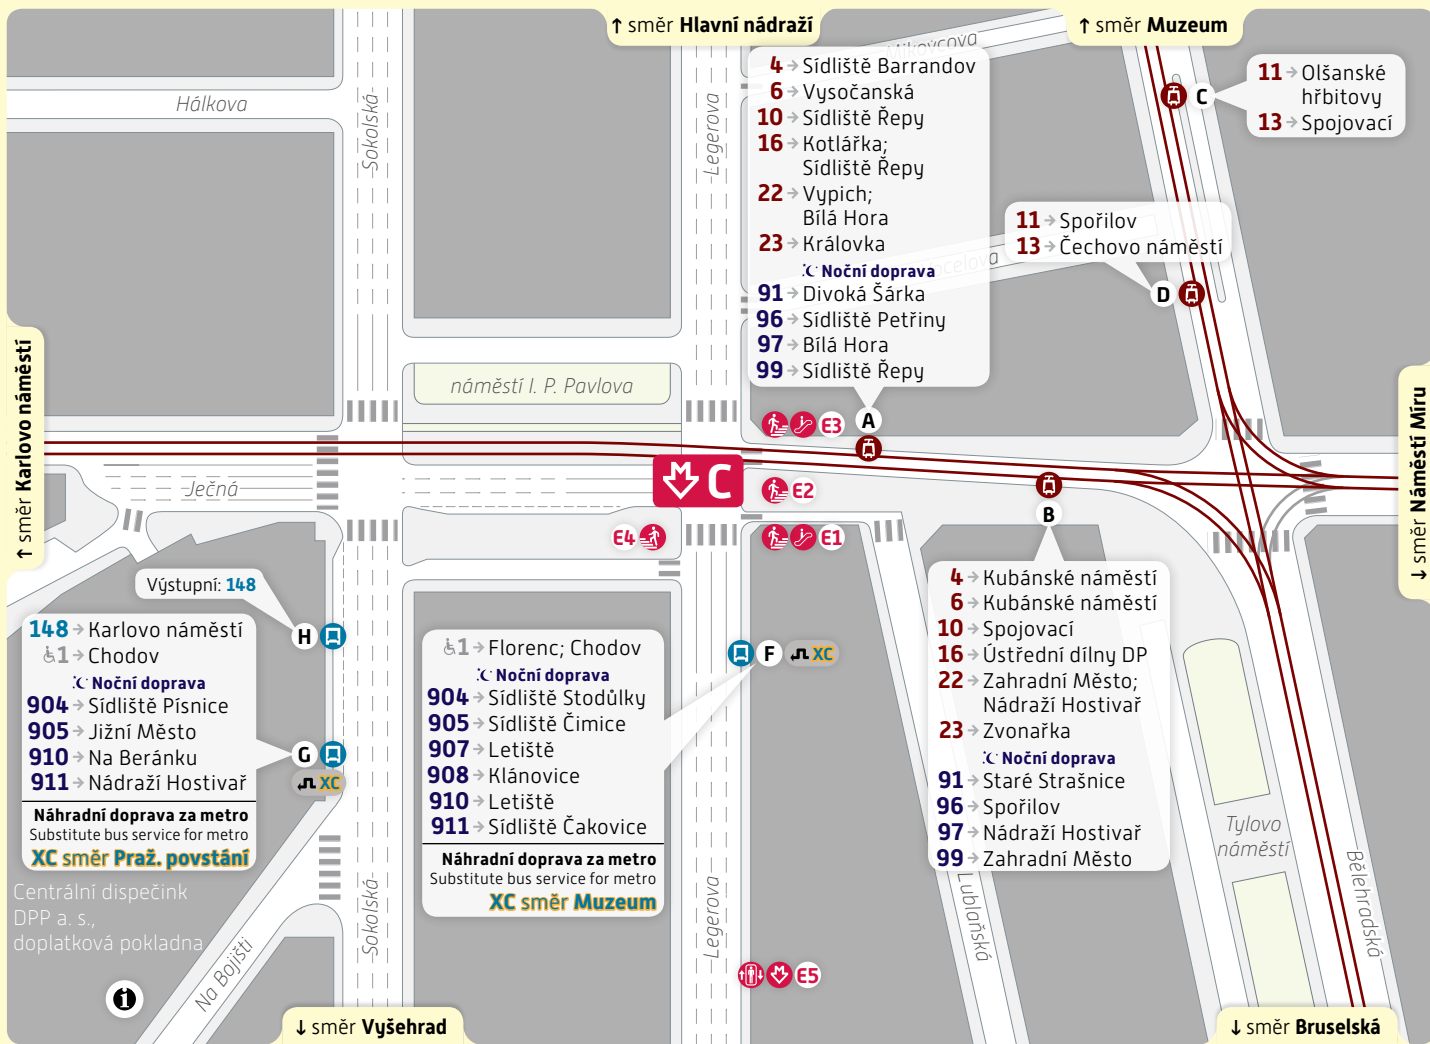 ↑ směr Hlavní nádraží
↑ směr Muzeum
Mikovcova
Hálkova
Sokolská
Legerova
4 → Sídliště Barrandov
6 → Vysočanská
10 → Sídliště Řepy
16 → Kotlářka;
Sídliště Řepy
22 → Vypich;
Bílá Hora
23 → Královka
Noční doprava
91 → Divoká Šárka
96 → Sídliště Petřiny
97 → Bílá Hora
99 → Sídliště Řepy
A
11 → Olšanské
hřbitovy
13 → Spojovací
C
11 → Spořilov
13 → Čechovo náměstí
D
↑ směr Karlovo náměstí
náměstí I. P. Pavlova
↓ směr Náměstí Míru
E3
C
Ječná
E2
B
E4
E1
Výstupní: 148
H
148 → Karlovo náměstí
1 → Chodov
Noční doprava
904 → Sídliště Písnice
905 → Jižní Město
910 → Na Beránku
911 → Nádraží Hostivař
Náhradní doprava za metro
Substitute bus service for metro
XC směr Praž. povstání
G
XC
1 → Florenc; Chodov
Noční doprava
904 → Sídliště Stodůlky
905 → Sídliště Čimice
907 → Letiště
908 → Klánovice
910 → Letiště
911 → Sídliště Čakovice
Náhradní doprava za metro
Substitute bus service for metro
XC směr Muzeum
F
XC
4 → Kubánské náměstí
6 → Kubánské náměstí
10 → Spojovací
16 → Ústřední dílny DP
22 → Zahradní Město;
Nádraží Hostivař
23 → Zvonařka
Noční doprava
91 → Staré Strašnice
96 → Spořilov
97 → Nádraží Hostivař
99 → Zahradní Město
Tylovo
náměstí
Bělehradská
Lublaňská
Centrální dispečink
DPP a. s.,
doplatková pokladna
Na Bojišti
Sokolská
Legerova
E5
↓ směr Vyšehrad
↓ směr Bruselská